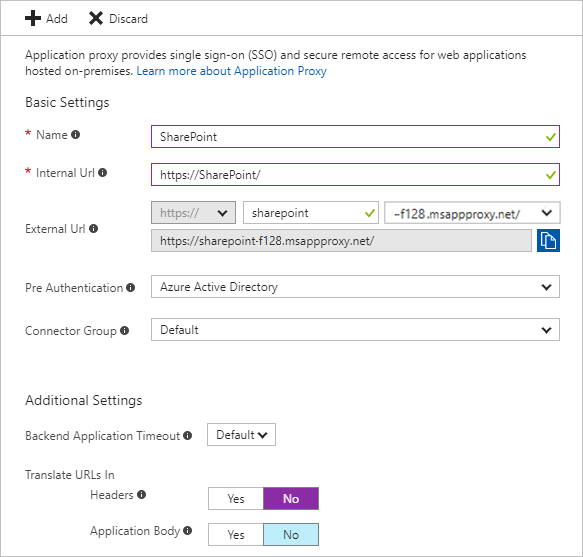 Add Discard
Application proxy provides single sign-on (SSO) and secure remote access for web applications
hosted on-premises. Learn more about Application Proxy
Basic Settings
* Name SharePoint
* Internal Url https://SharePoint/
External Url https:// sharepoint -f128.msappproxy.net/
https://sharepoint-f128.msappproxy.net/
Pre Authentication Azure Active Directory
Connector Group Default
Additional Settings
Backend Application Timeout Default
Translate URLs In
Headers Yes No
Application Body Yes No